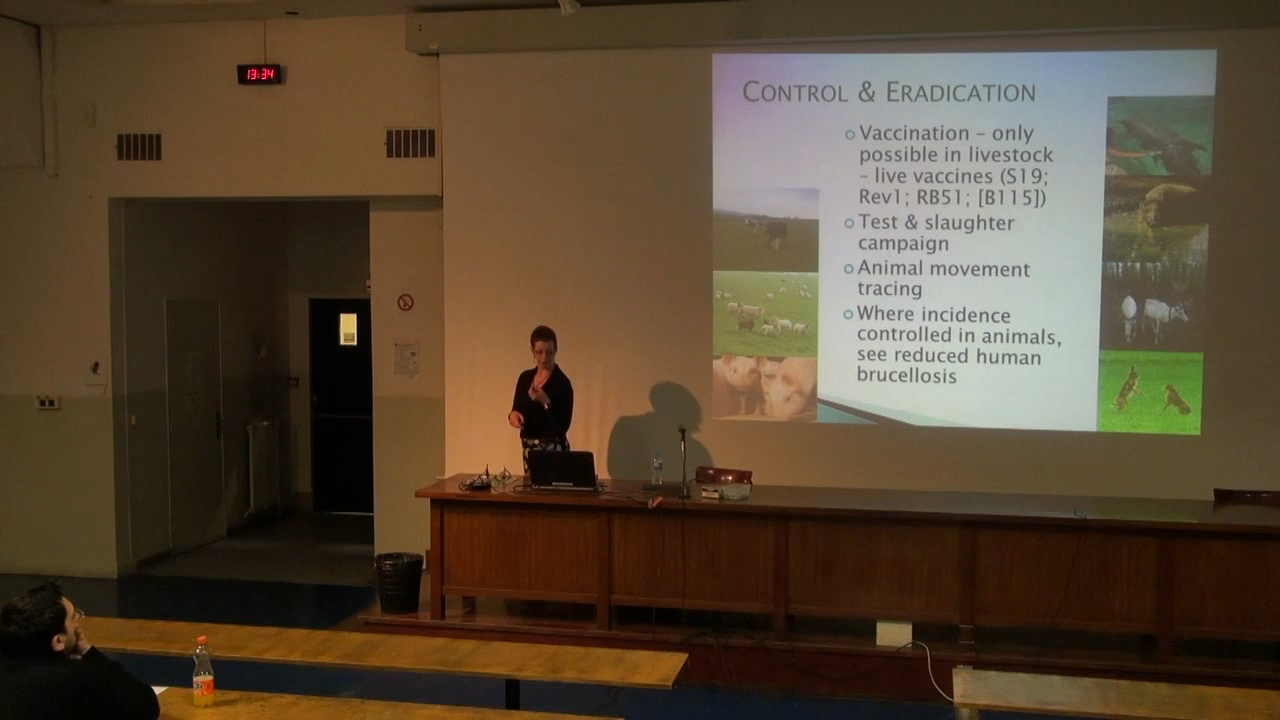 13:34
CONTROL & ERADICATION
Vaccination – only
possible in livestock
– live vaccines (S19;
Rev1; RB51; [B115])
Test & slaughter
campaign
Animal movement
tracing
Where incidence
controlled in animals,
see reduced human
brucellosis